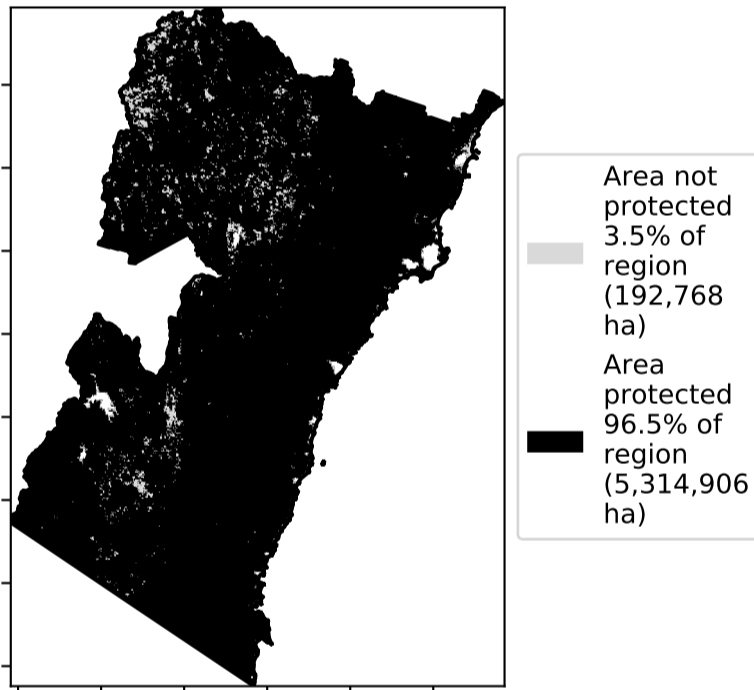 Area not
protected
3.5% of
region
(192,768
ha)
Area
protected
96.5% of
region
(5,314,906
ha)